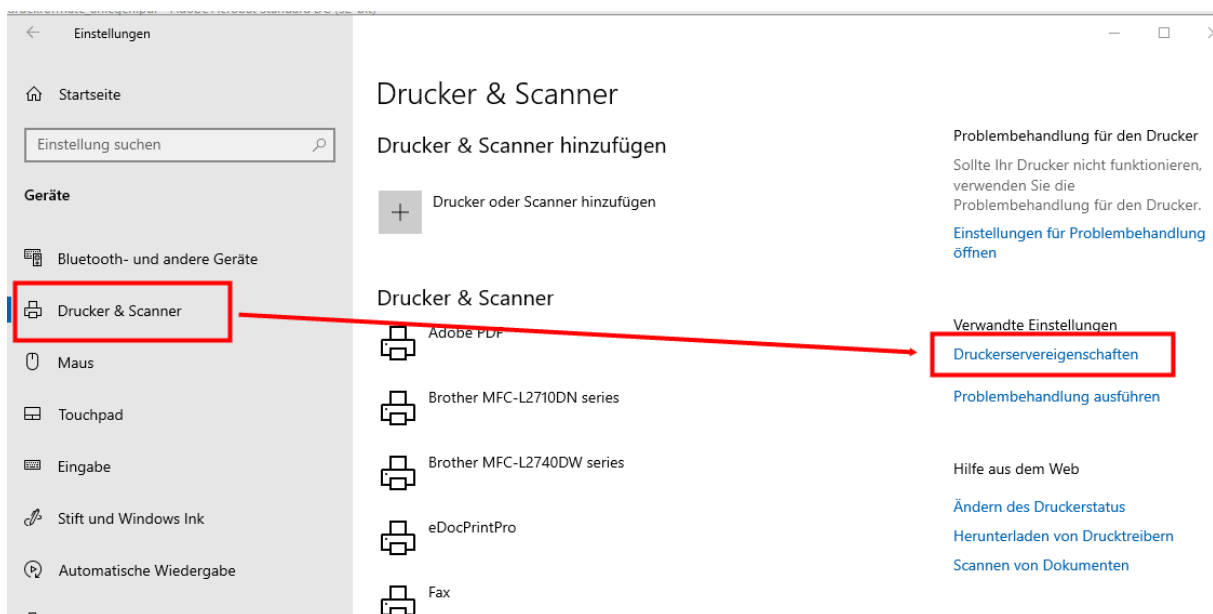 Einstellungen
Startseite
Einstellung suchen
Geräte
Bluetooth- und andere Geräte
Drucker & Scanner
Maus
Touchpad
Eingabe
Stift und Windows Ink
Automatische Wiedergabe
Drucker & Scanner
Drucker & Scanner hinzufügen
Drucker oder Scanner hinzufügen
Drucker & Scanner
Adobe PDF
Brother MFC-L2710DN series
Brother MFC-L2740DW series
eDocPrintPro
Fax
Problembehandlung für den Drucker
Sollte Ihr Drucker nicht funktionieren,
verwenden Sie die
Problembehandlung für den Drucker.
Einstellungen für Problembehandlung
öffnen
Verwandte Einstellungen
Druckerservereigenschaften
Problembehandlung ausführen
Hilfe aus dem Web
Ändern des Druckerstatus
Herunterladen von Drucktreibern
Scannen von Dokumenten